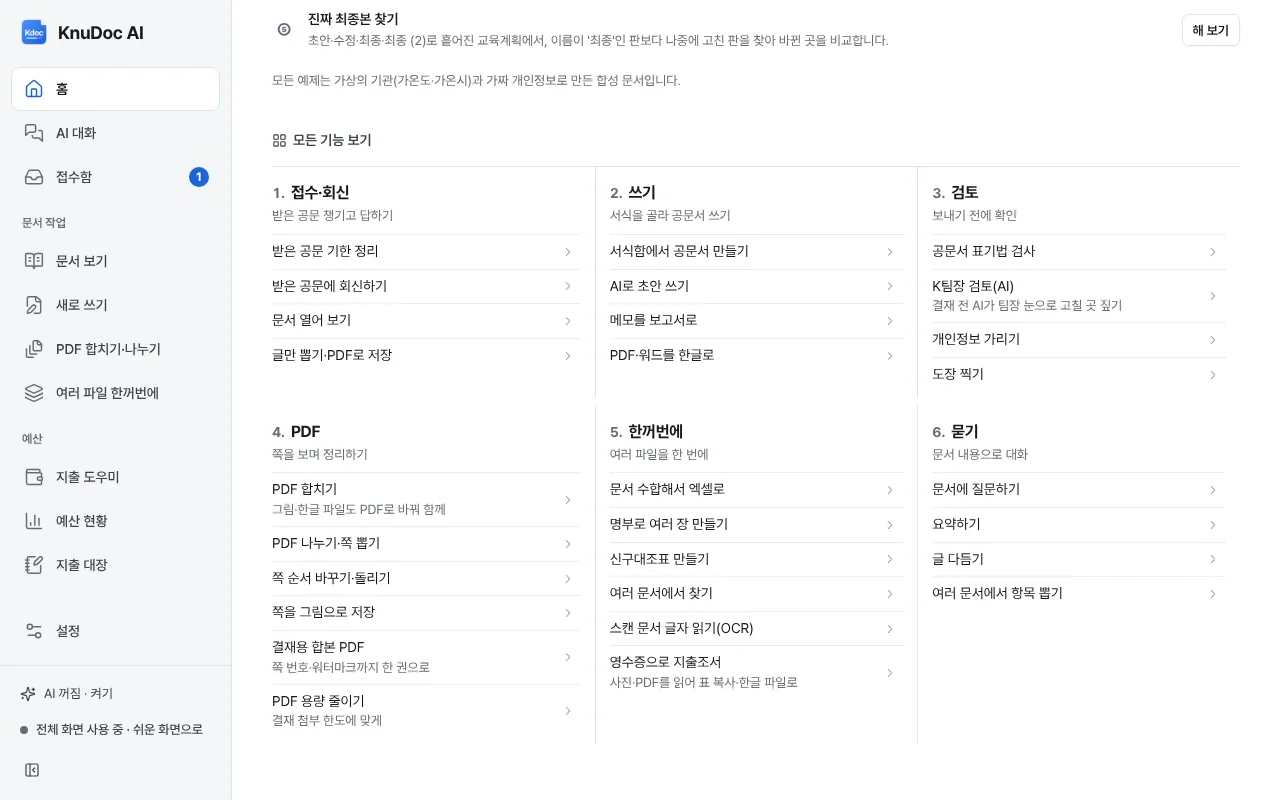 Kdoc
KnuDoc AI
홈
AI 대화
접수함
1
문서 작업
문서 보기
새로 쓰기
PDF 합치기·나누기
여러 파일 한꺼번에
예산
지출 도우미
예산 현황
지출 대장
설정
AI 꺼짐 · 켜기
전체 화면 사용 중 · 쉬운 화면으로
5
진짜 최종본 찾기
초안·수정·최종·최종 (2)로 흩어진 교육계획에서, 이름이 '최종'인 판보다 나중에 고친 판을 찾아 바뀐 곳을 비교합니다.
해 보기
모든 예제는 가상의 기관(가온도·가온시)과 가짜 개인정보로 만든 합성 문서입니다.
모든 기능 보기
1. 접수·회신
받은 공문 챙기고 답하기
받은 공문 기한 정리
받은 공문에 회신하기
문서 열어 보기
글만 뽑기·PDF로 저장
2. 쓰기
서식을 골라 공문서 쓰기
서식함에서 공문서 만들기
AI로 초안 쓰기
메모를 보고서로
PDF·워드를 한글로
3. 검토
보내기 전에 확인
공문서 표기법 검사
K팀장 검토(AI)
결재 전 AI가 팀장 눈으로 고칠 곳 짚기
개인정보 가리기
도장 찍기
4. PDF
쪽을 보며 정리하기
PDF 합치기
그림·한글 파일도 PDF로 바꿔 함께
PDF 나누기·쪽 뽑기
쪽 순서 바꾸기·돌리기
쪽을 그림으로 저장
결재용 합본 PDF
쪽 번호·워터마크까지 한 권으로
PDF 용량 줄이기
결재 첨부 한도에 맞게
5. 한꺼번에
여러 파일을 한 번에
문서 수합해서 엑셀로
명부로 여러 장 만들기
신구대조표 만들기
여러 문서에서 찾기
스캔 문서 글자 읽기(OCR)
영수증으로 지출조서
사진·PDF를 읽어 표 복사·한글 파일로
6. 묻기
문서 내용으로 대화
문서에 질문하기
요약하기
글 다듬기
여러 문서에서 항목 뽑기